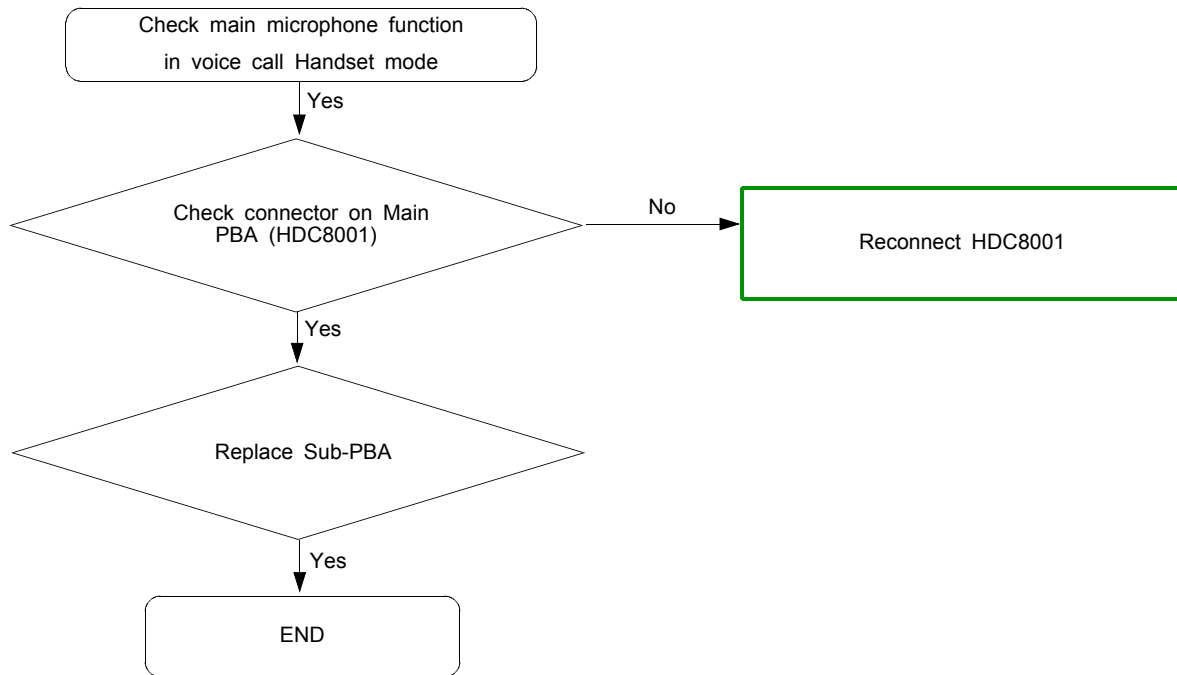 Check main microphone function
in voice call Handset mode
Yes
Check connector on Main
PBA (HDC8001)
No
Reconnect HDC8001
Yes
Replace Sub-PBA
Yes
END